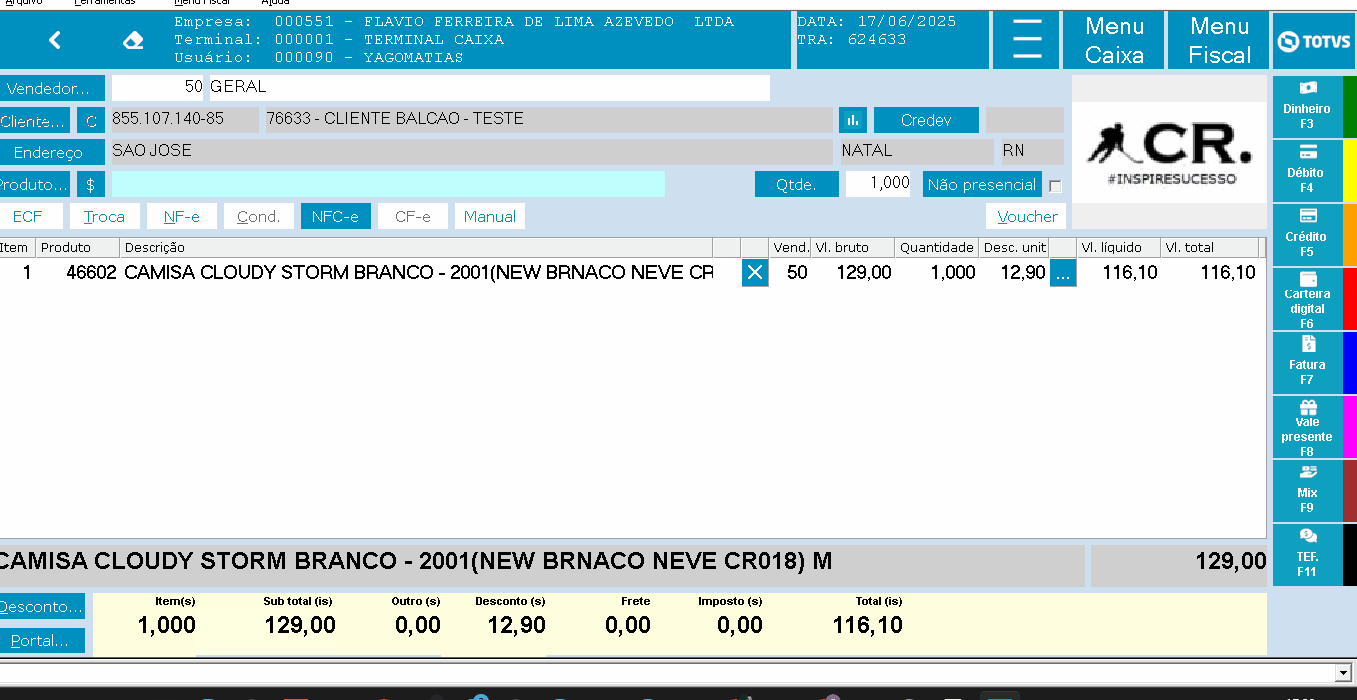 Arquivo Ferramentas Menu Fiscal Ajuda
Empresa: 000551 - FLAVIO FERREIRA DE LIMA AZEVEDO LTDA
Terminal: 000001 - TERMINAL CAIXA
Usuário: 000090 - YAGOMATIAS
DATA: 17/06/2025
TRA: 624633
Menu
Caixa
Menu
Fiscal
TOTVS
Vendedor... 50 GERAL
Cliente... C 855.107.140-85 76633 - CLIENTE BALCAO - TESTE Credev
Endereço SAO JOSE NATAL RN
Produto... $ Qtde. 1,000 Não presencial
CR.
#INSPIRESUCESSO
ECF Troca NF-e Cond. NFC-e CF-e Manual Voucher
Item Produto Descrição Vend. Vl. bruto Quantidade Desc. unit Vl. líquido Vl. total
1 46602 CAMISA CLOUDY STORM BRANCO - 2001(NEW BRNACO NEVE CR 50 129,00 1,000 12,90 ... 116,10 116,10
Dinheiro
F3
Débito
F4
Crédito
F5
Carteira
digital
F6
Fatura
F7
Vale
presente
F8
Mix
F9
TEF.
F11
CAMISA CLOUDY STORM BRANCO - 2001(NEW BRNACO NEVE CR018) M 129,00
Desconto...
Portal...
Item(s) Sub total (is) Outro (s) Desconto (s) Frete Imposto (s) Total (is)
1,000 129,00 0,00 12,90 0,00 0,00 116,10